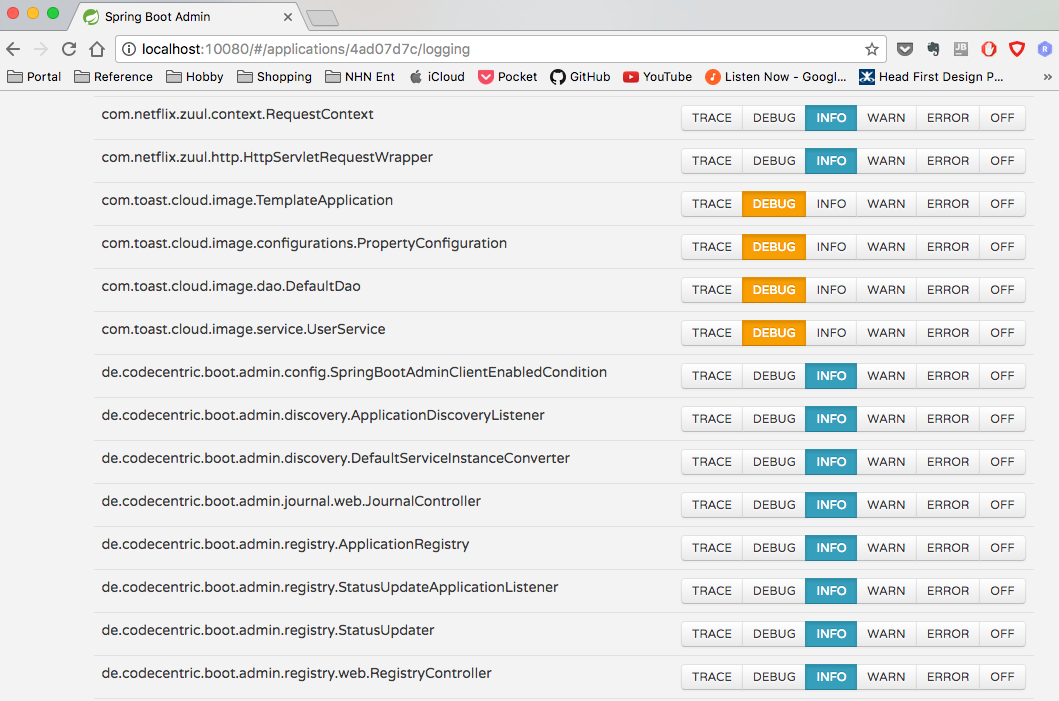 Spring Boot Admin
localhost:10080/#/applications/4ad07d7c/logging
Portal Reference Hobby Shopping NHN Ent iCloud Pocket GitHub YouTube Listen Now - Googl... Head First Design P... »
com.netflix.zuul.context.RequestContext TRACE DEBUG INFO WARN ERROR OFF
com.netflix.zuul.http.HttpServletRequestWrapper TRACE DEBUG INFO WARN ERROR OFF
com.toast.cloud.image.TemplateApplication TRACE DEBUG INFO WARN ERROR OFF
com.toast.cloud.image.configurations.PropertyConfiguration TRACE DEBUG INFO WARN ERROR OFF
com.toast.cloud.image.dao.DefaultDao TRACE DEBUG INFO WARN ERROR OFF
com.toast.cloud.image.service.UserService TRACE DEBUG INFO WARN ERROR OFF
de.codecentric.boot.admin.config.SpringBootAdminClientEnabledCondition TRACE DEBUG INFO WARN ERROR OFF
de.codecentric.boot.admin.discovery.ApplicationDiscoveryListener TRACE DEBUG INFO WARN ERROR OFF
de.codecentric.boot.admin.discovery.DefaultServiceInstanceConverter TRACE DEBUG INFO WARN ERROR OFF
de.codecentric.boot.admin.journal.web.JournalController TRACE DEBUG INFO WARN ERROR OFF
de.codecentric.boot.admin.registry.ApplicationRegistry TRACE DEBUG INFO WARN ERROR OFF
de.codecentric.boot.admin.registry.StatusUpdateApplicationListener TRACE DEBUG INFO WARN ERROR OFF
de.codecentric.boot.admin.registry.StatusUpdater TRACE DEBUG INFO WARN ERROR OFF
de.codecentric.boot.admin.registry.web.RegistryController TRACE DEBUG INFO WARN ERROR OFF